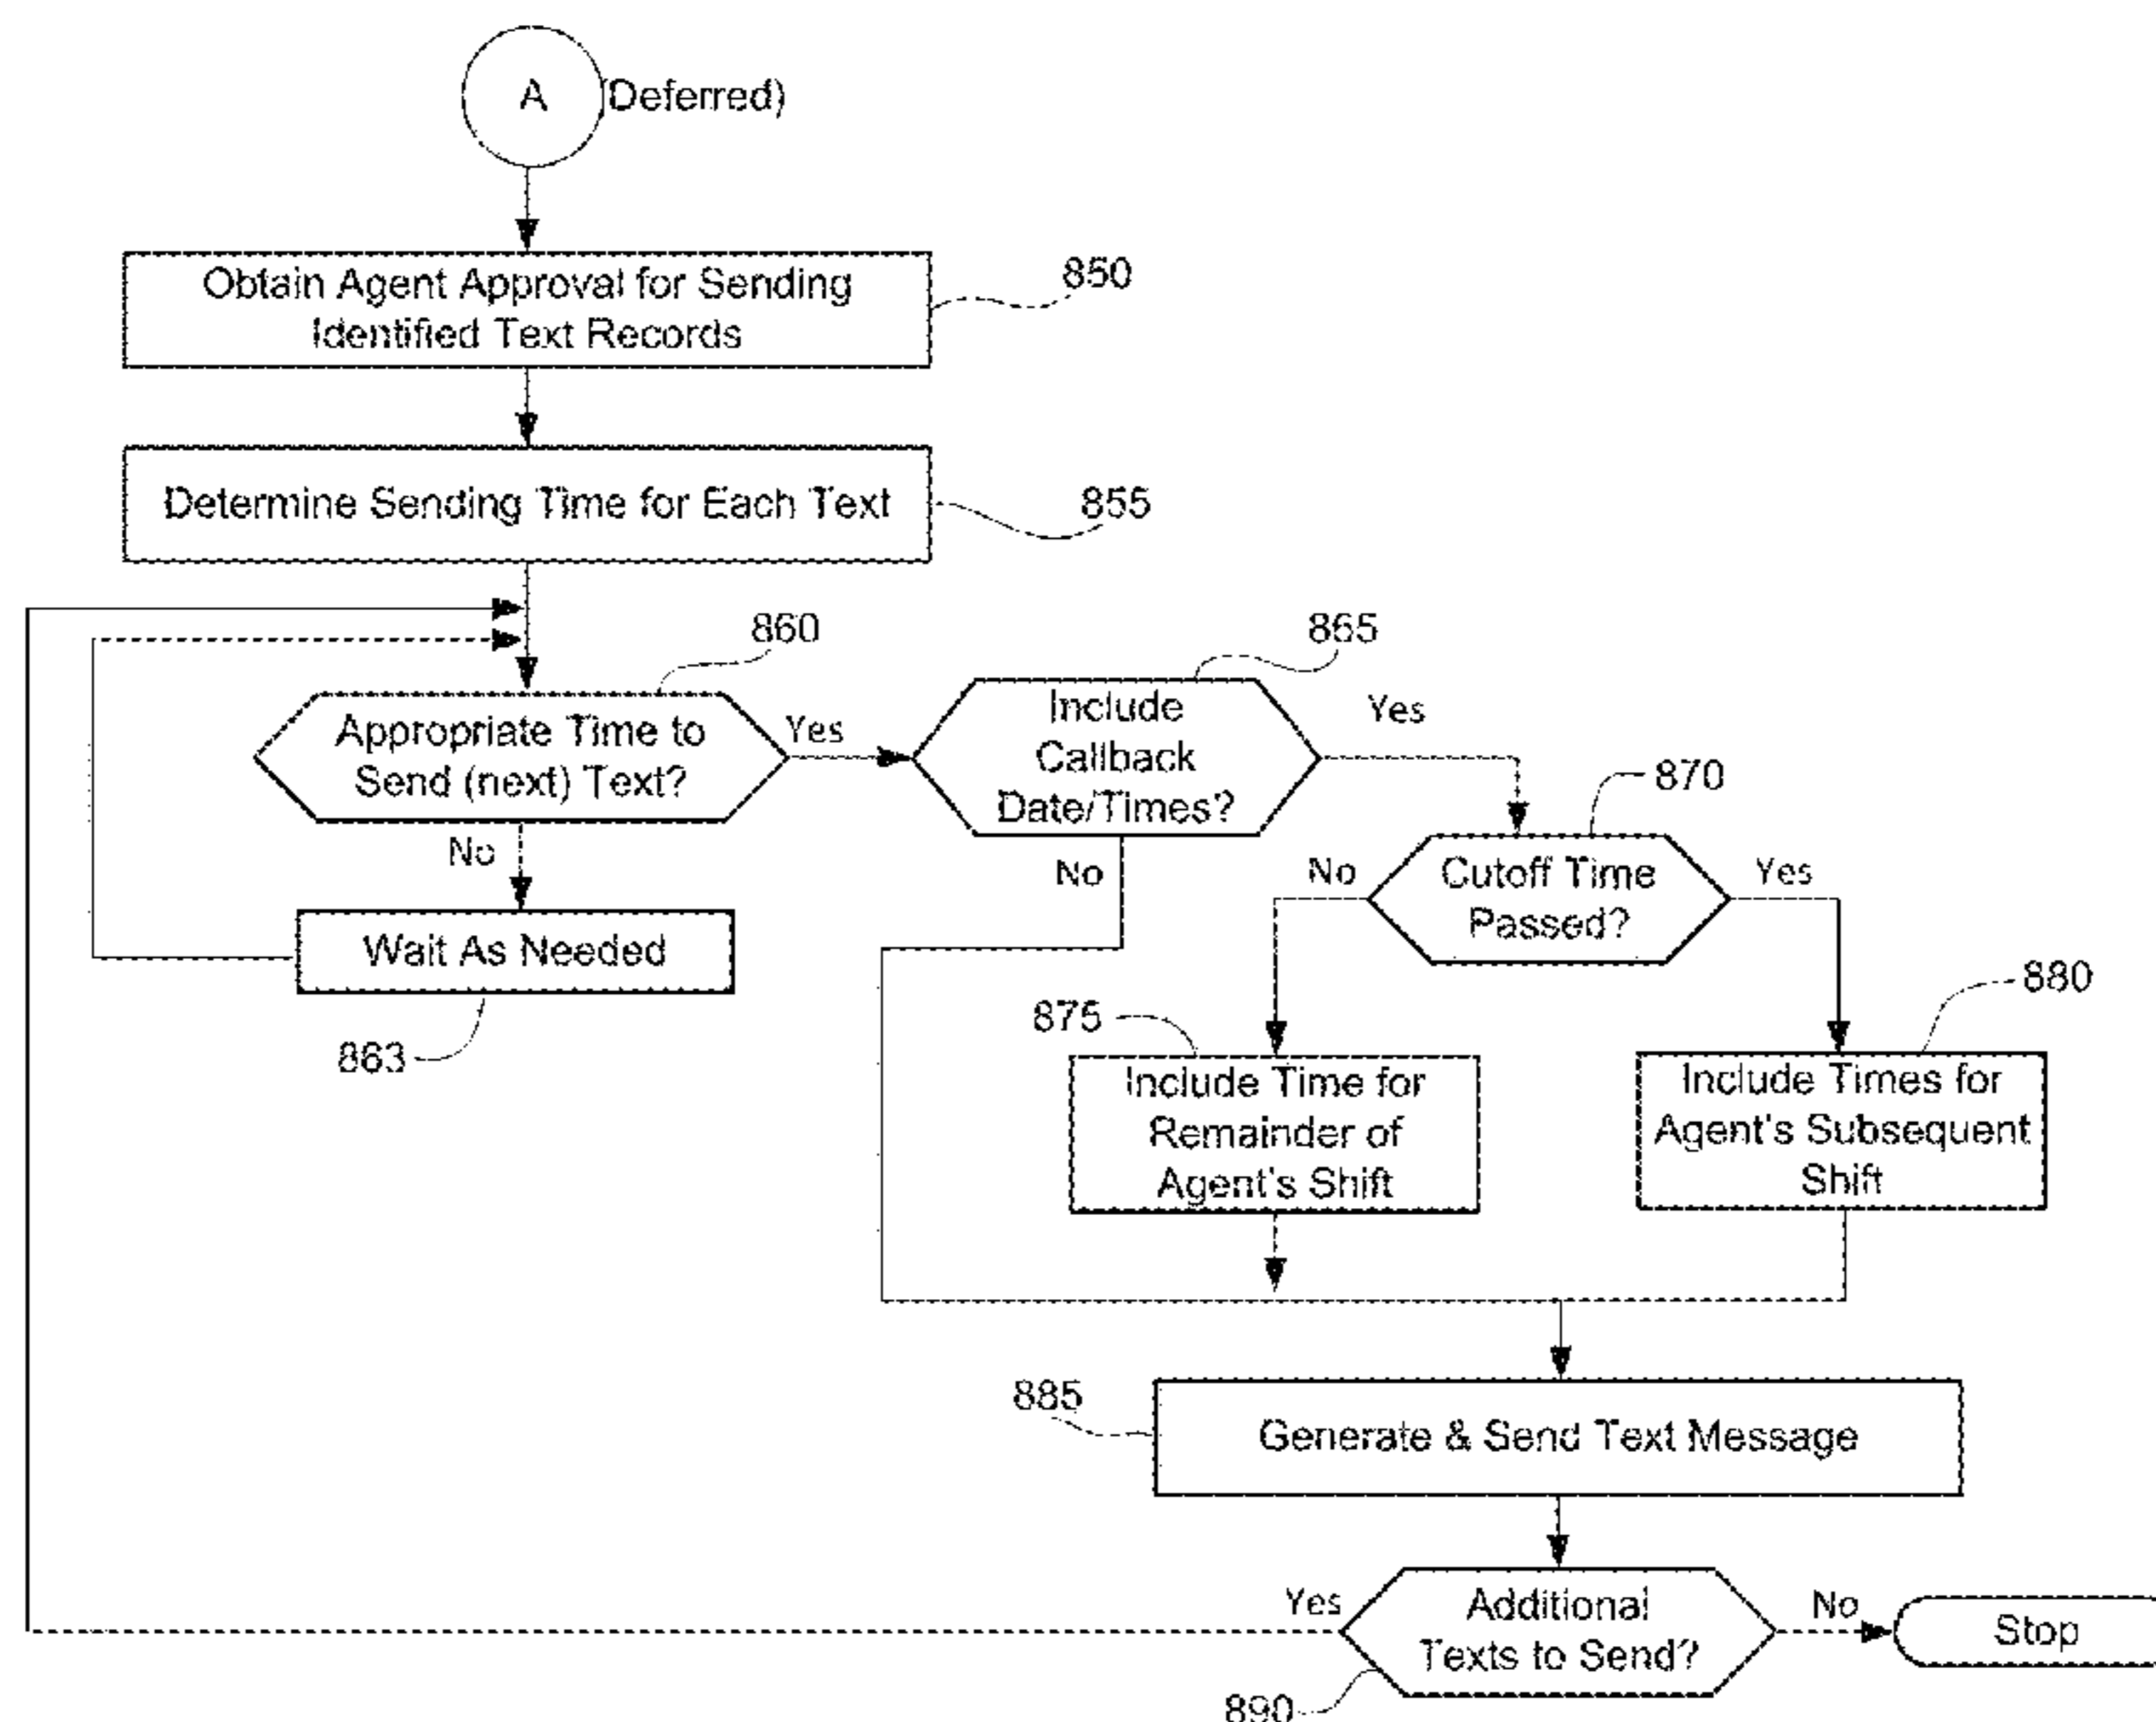 A (Deferred)
Obtain Agent Approval for Sending
Identified Text Records
850
Determine Sending Time for Each Text
855
860
865
Appropriate Time to
Send (next) Text?
Yes
Include
Callback
Date/Times?
Yes
870
No
No
No
Cutoff Time
Passed?
Yes
Wait As Needed
863
875
880
Include Time for
Remainder of
Agent's Shift
Include Times for
Agent's Subsequent
Shift
885
Generate & Send Text Message
Yes
Additional
Texts to Send?
No
Stop
890